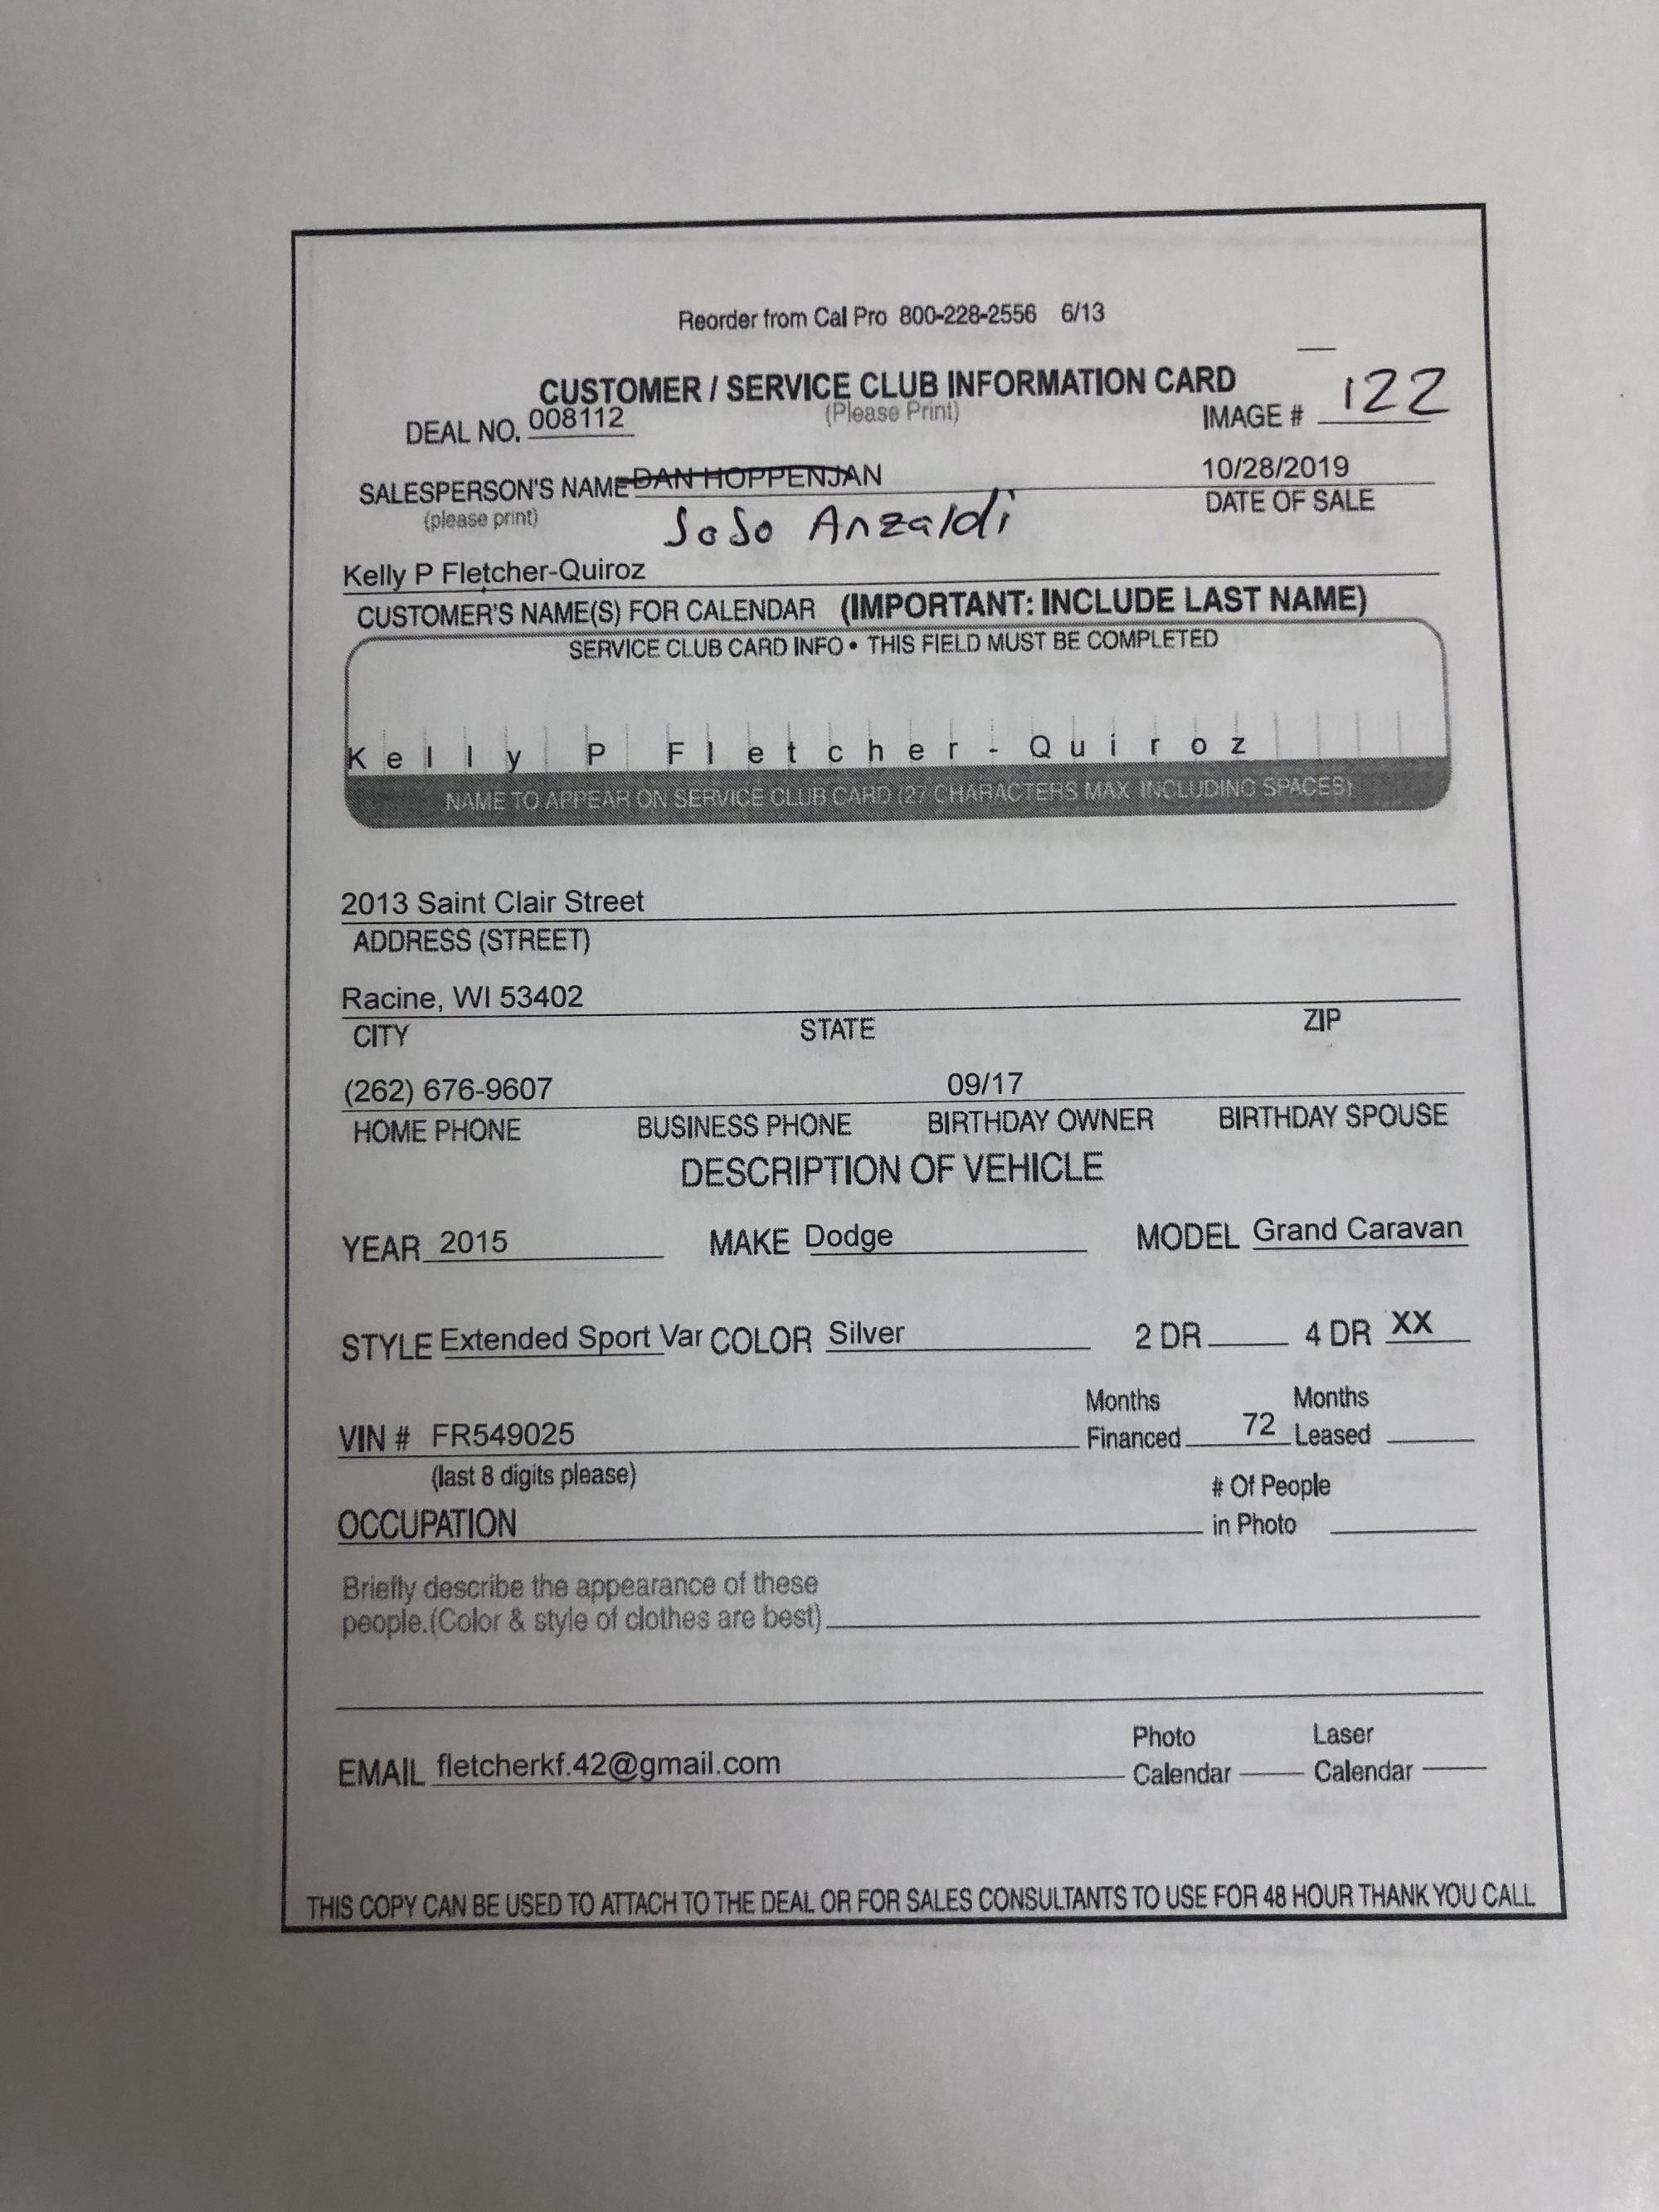 Reorder from Cal Pro 800-228-2556 6/13
CUSTOMER / SERVICE CLUB INFORMATION CARD
DEAL NO. 008112 (Please Print) IMAGE # 122
SALESPERSON'S NAME DAN HOPPENJAN 10/28/2019
(please print) SoSo Anzaldi DATE OF SALE
Kelly P Fletcher-Quiroz
CUSTOMER'S NAME(S) FOR CALENDAR (IMPORTANT: INCLUDE LAST NAME)
SERVICE CLUB CARD INFO • THIS FIELD MUST BE COMPLETED
Kelly P Fletcher-Quiroz
NAME TO APPEAR ON SERVICE CLUB CARD (27 CHARACTERS MAX INCLUDING SPACES)
2013 Saint Clair Street
ADDRESS (STREET)
Racine, WI 53402
CITY STATE ZIP
(262) 676-9607 09/17
HOME PHONE BUSINESS PHONE BIRTHDAY OWNER BIRTHDAY SPOUSE
DESCRIPTION OF VEHICLE
YEAR 2015 MAKE Dodge MODEL Grand Caravan
STYLE Extended Sport Var COLOR Silver 2 DR 4 DR XX
Months Months
VIN # FR549025 Financed 72 Leased
(last 8 digits please) # Of People
OCCUPATION in Photo
Briefly describe the appearance of these
people.(Color & style of clothes are best)
Photo Laser
EMAIL fletcherkf.42@gmail.com Calendar Calendar
THIS COPY CAN BE USED TO ATTACH TO THE DEAL OR FOR SALES CONSULTANTS TO USE FOR 48 HOUR THANK YOU CALL